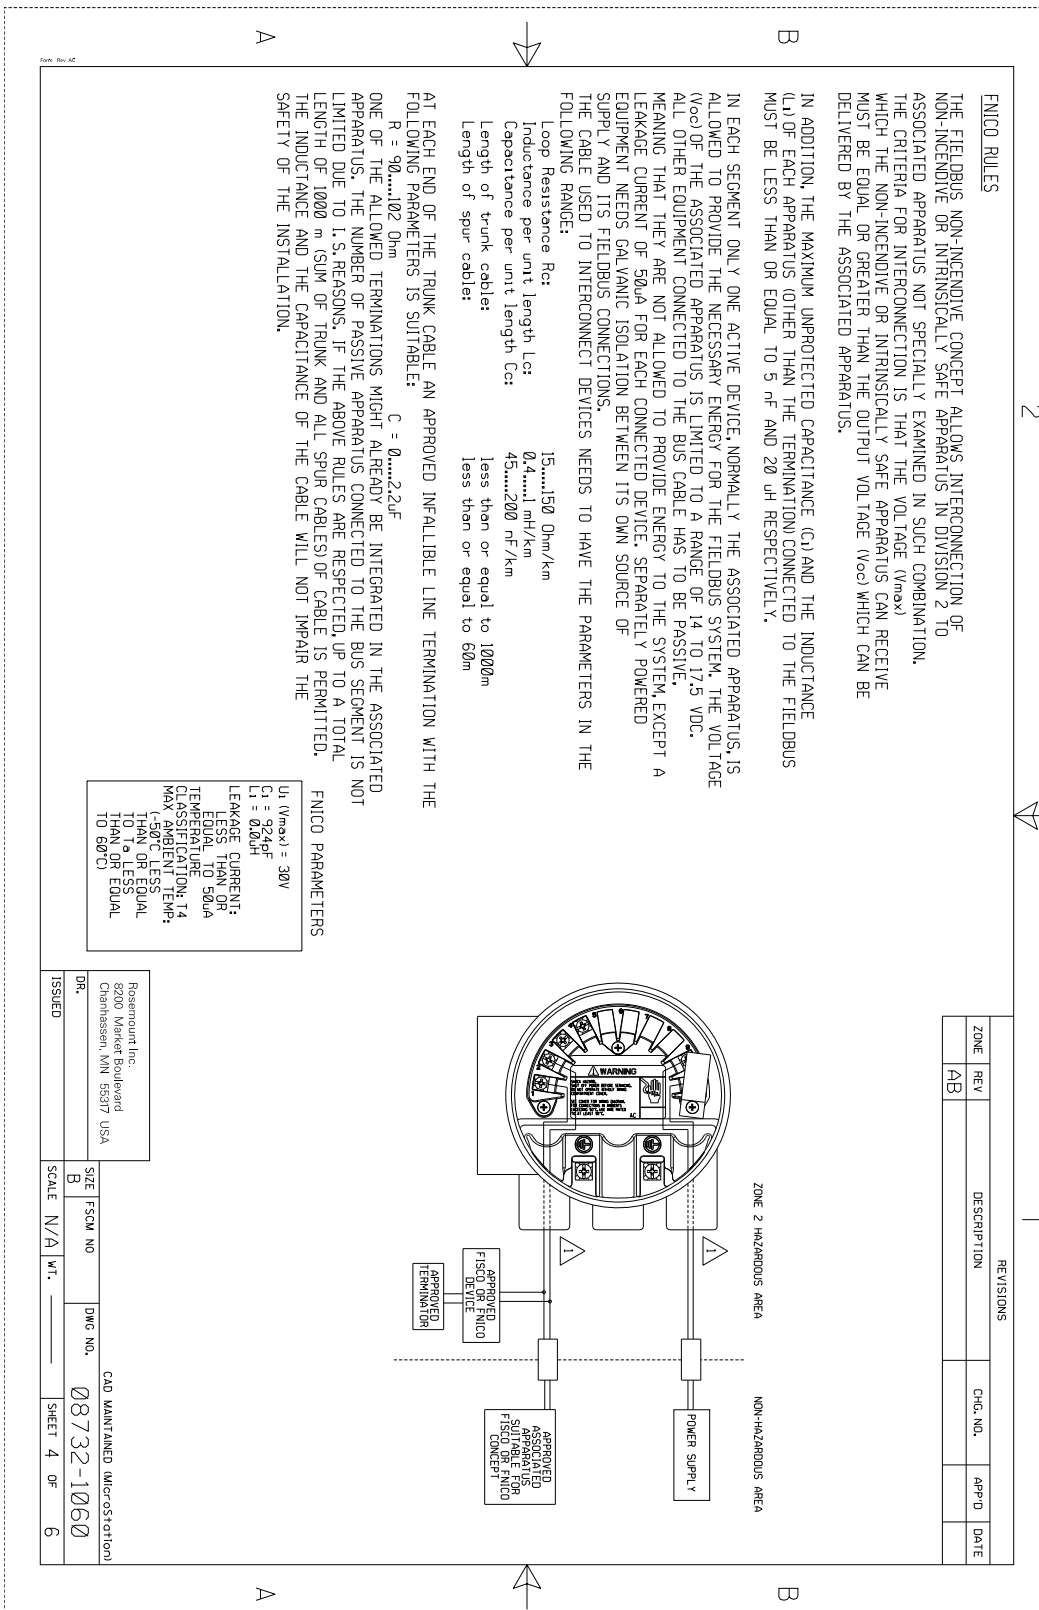 Form Rev AC
A
B
2
1
FNICO RULES
THE FIELDBUS NON-INCENDIVE CONCEPT ALLOWS INTERCONNECTION OF
NON-INCENDIVE OR INTRINSICALLY SAFE APPARATUS IN DIVISION 2 TO
ASSOCIATED APPARATUS NOT SPECIALLY EXAMINED IN SUCH COMBINATION.
THE CRITERIA FOR INTERCONNECTION IS THAT THE VOLTAGE (Vmax)
WHICH THE NON-INCENDIVE OR INTRINSICALLY SAFE APPARATUS CAN RECEIVE
MUST BE EQUAL OR GREATER THAN THE OUTPUT VOLTAGE (Voc) WHICH CAN BE
DELIVERED BY THE ASSOCIATED APPARATUS.
IN ADDITION, THE MAXIMUM UNPROTECTED CAPACITANCE (Ci) AND THE INDUCTANCE
(Li) OF EACH APPARATUS (OTHER THAN THE TERMINATION) CONNECTED TO THE FIELDBUS
MUST BE LESS THAN OR EQUAL TO 5 nF AND 20 uH RESPECTIVELY.
IN EACH SEGMENT ONLY ONE ACTIVE DEVICE, NORMALLY THE ASSOCIATED APPARATUS, IS
ALLOWED TO PROVIDE THE NECESSARY ENERGY FOR THE FIELDBUS SYSTEM. THE VOLTAGE
(Voc) OF THE ASSOCIATED APPARATUS IS LIMITED TO A RANGE OF 14 TO 17.5 VDC.
ALL OTHER EQUIPMENT CONNECTED TO THE BUS CABLE HAS TO BE PASSIVE,
MEANING THAT THEY ARE NOT ALLOWED TO PROVIDE ENERGY TO THE SYSTEM, EXCEPT A
LEAKAGE CURRENT OF 50uA FOR EACH CONNECTED DEVICE. SEPARATELY POWERED
EQUIPMENT NEEDS GALVANIC ISOLATION BETWEEN ITS OWN SOURCE OF
SUPPLY AND ITS FIELDBUS CONNECTIONS.
THE CABLE USED TO INTERCONNECT DEVICES NEEDS TO HAVE THE PARAMETERS IN THE
FOLLOWING RANGE:
Loop Resistance Rc: 15......150 Ohm/km
Inductance per unit length Lc: 0.4......1 mH/km
Capacitance per unit length Cc: 45......200 nF/km
Length of trunk cable: less than or equal to 1000m
Length of spur cable: less than or equal to 60m
AT EACH END OF THE TRUNK CABLE AN APPROVED INFALLIBLE LINE TERMINATION WITH THE
FOLLOWING PARAMETERS IS SUITABLE:
R = 90......102 Ohm C = 0......2.2uF
ONE OF THE ALLOWED TERMINATIONS MIGHT ALREADY BE INTEGRATED IN THE ASSOCIATED
APPARATUS. THE NUMBER OF PASSIVE APPARATUS CONNECTED TO THE BUS SEGMENT IS NOT
LIMITED DUE TO I.S. REASONS. IF THE ABOVE RULES ARE RESPECTED, UP TO A TOTAL
LENGTH OF 1000 m (SUM OF TRUNK AND ALL SPUR CABLES) OF CABLE IS PERMITTED.
THE INDUCTANCE AND THE CAPACITANCE OF THE CABLE WILL NOT IMPAIR THE
SAFETY OF THE INSTALLATION.
FNICO PARAMETERS
Ui (Vmax) = 30V
Ci = 924pF
Li = 0.0uH
LEAKAGE CURRENT:
LESS THAN OR
EQUAL TO 50uA
TEMPERATURE
CLASSIFICATION: T4
MAX AMBIENT TEMP:
(-50°C LESS
THAN OR EQUAL
TO Ta LESS
THAN OR EQUAL
TO 60°C)
REVISIONS
ZONE REV DESCRIPTION CHG. NO. APP'D DATE
AB
ZONE 2 HAZARDOUS AREA
NON-HAZARDOUS AREA
WARNING
AC
1
1
POWER SUPPLY
APPROVED
FISCO OR FNICO
DEVICE
APPROVED
TERMINATOR
APPROVED
ASSOCIATED
APPARATUS
SUITABLE FOR
FISCO OR FNICO
CONCEPT
Rosemount Inc.
8200 Market Boulevard
Chanhassen, MN 55317 USA
CAD MAINTAINED (MicroStation)
DR.
ISSUED
SIZE B FSCM NO DWG NO. 08732-1060
SCALE N/A WT. SHEET 4 OF 6
A
B